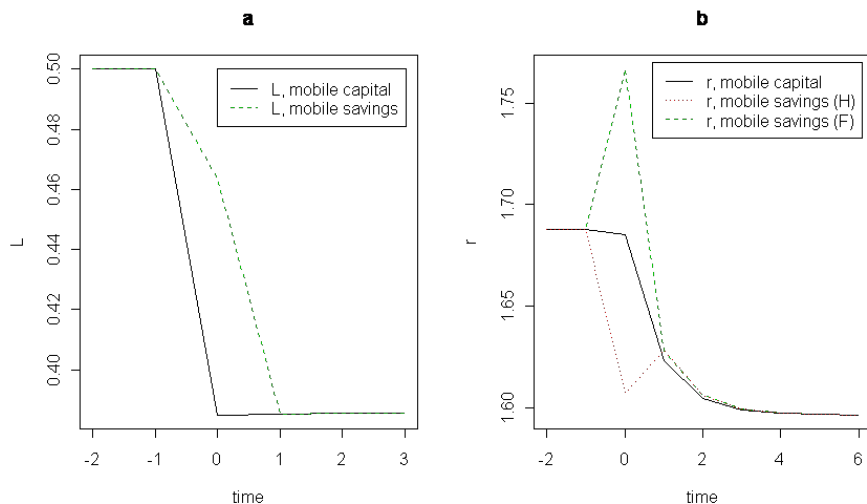 a
L, mobile capital
L, mobile savings
L
0.50
0.48
0.46
0.44
0.42
0.40
-2
-1
0
1
2
3
time
b
r, mobile capital
r, mobile savings (H)
r, mobile savings (F)
r
1.75
1.70
1.65
1.60
-2
0
2
4
6
time